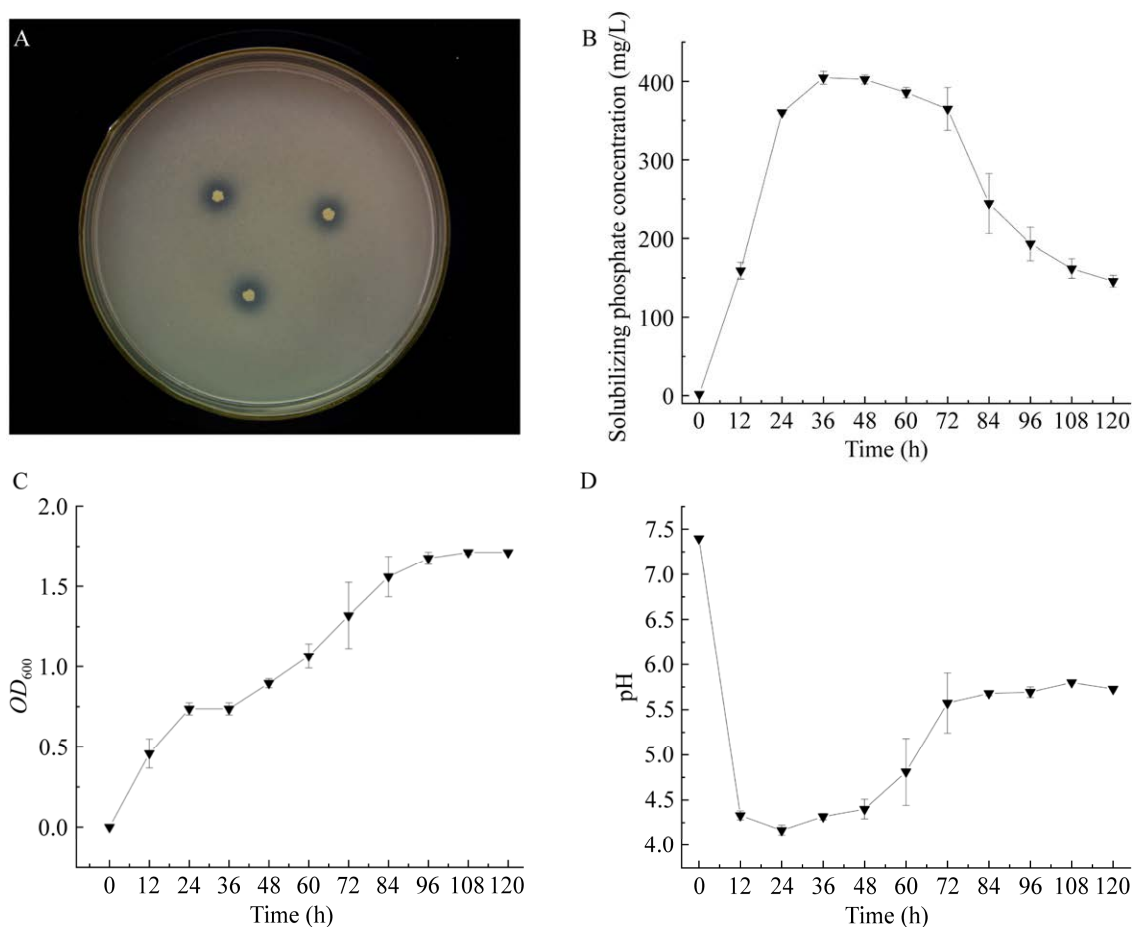 A
B
Solubilizing phosphate concentration (mg/L)
400
300
200
100
0
0 12 24 36 48 60 72 84 96 108 120
Time (h)
C
OD600
2.0
1.5
1.0
0.5
0.0
0 12 24 36 48 60 72 84 96 108 120
Time (h)
D
pH
7.5
7.0
6.5
6.0
5.5
5.0
4.5
4.0
0 12 24 36 48 60 72 84 96 108 120
Time (h)